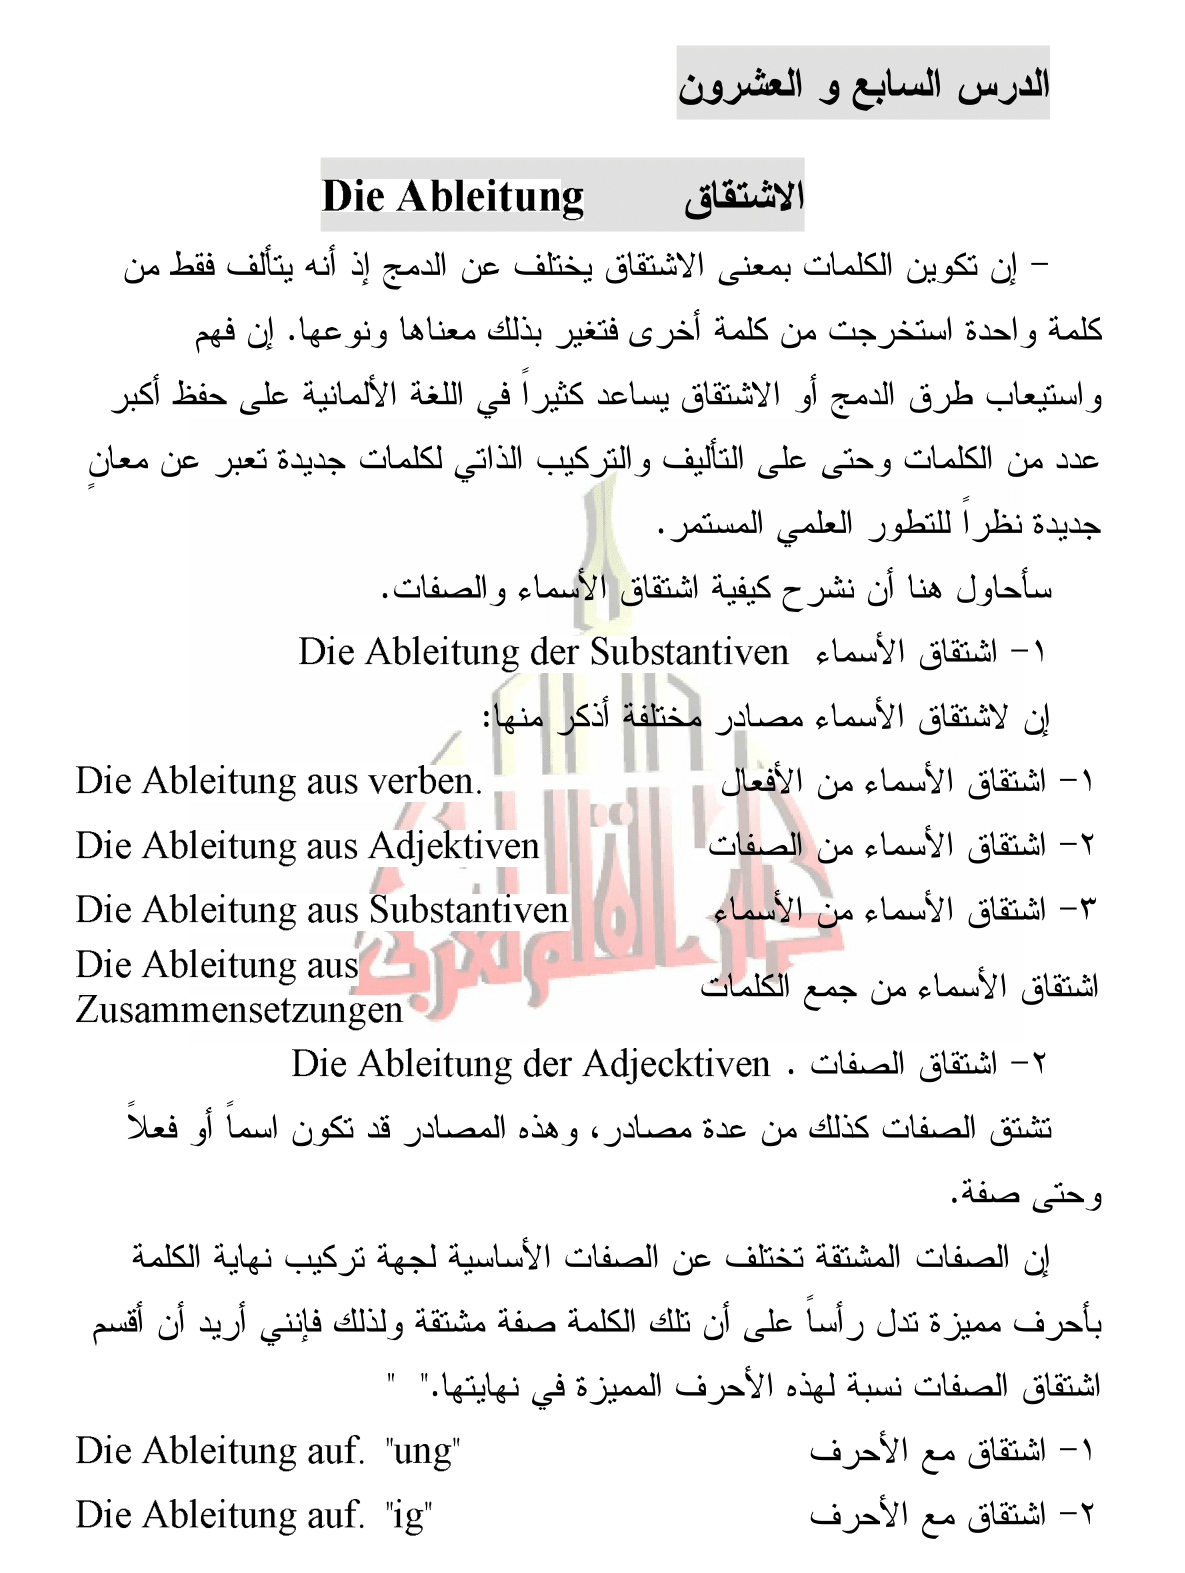 الدرس السابع و العشرون
الاشتقاق Die Ableitung
- إن تكوين الكلمات بمعنى الاشتقاق يختلف عن الدمج إذ أنه يتألف فقط من
كلمة واحدة استخرجت من كلمة أخرى فتغير بذلك معناها ونوعها. إن فهم
واستيعاب طرق الدمج أو الاشتقاق يساعد كثيراً في اللغة الألمانية على حفظ أكبر
عدد من الكلمات وحتى على التأليف والتركيب الذاتي لكلمات جديدة تعبر عن معانٍ
جديدة نظراً للتطور العلمي المستمر.
سأحاول هنا أن نشرح كيفية اشتقاق الأسماء والصفات.
١- اشتقاق الأسماء Die Ableitung der Substantiven
إن لاشتقاق الأسماء مصادر مختلفة أذكر منها:
١- اشتقاق الأسماء من الأفعال Die Ableitung aus verben.
٢- اشتقاق الأسماء من الصفات Die Ableitung aus Adjektiven
٣- اشتقاق الأسماء من الأسماء Die Ableitung aus Substantiven
اشتقاق الأسماء من جمع الكلمات Die Ableitung aus
Zusammensetzungen
٢- اشتقاق الصفات . Die Ableitung der Adjecktiven
تشتق الصفات كذلك من عدة مصادر، وهذه المصادر قد تكون اسماً أو فعلاً
وحتى صفة.
إن الصفات المشتقة تختلف عن الصفات الأساسية لجهة تركيب نهاية الكلمة
بأحرف مميزة تدل رأساً على أن تلك الكلمة صفة مشتقة ولذلك فإنني أريد أن أقسم
اشتقاق الصفات نسبة لهذه الأحرف المميزة في نهايتها." "
١- اشتقاق مع الأحرف Die Ableitung auf. "ung"
٢- اشتقاق مع الأحرف Die Ableitung auf. "ig"